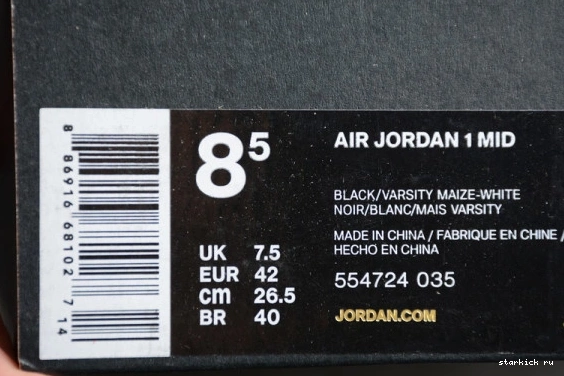 8 86916 68102 7 14
8⁵
UK 7.5
EUR 42
cm 26.5
BR 40
AIR JORDAN 1 MID
BLACK/VARSITY MAIZE-WHITE
NOIR/BLANC/MAIS VARSITY
MADE IN CHINA / FABRIQUE EN CHINE /
HECHO EN CHINA
554724 035
JORDAN.COM
starkick ru